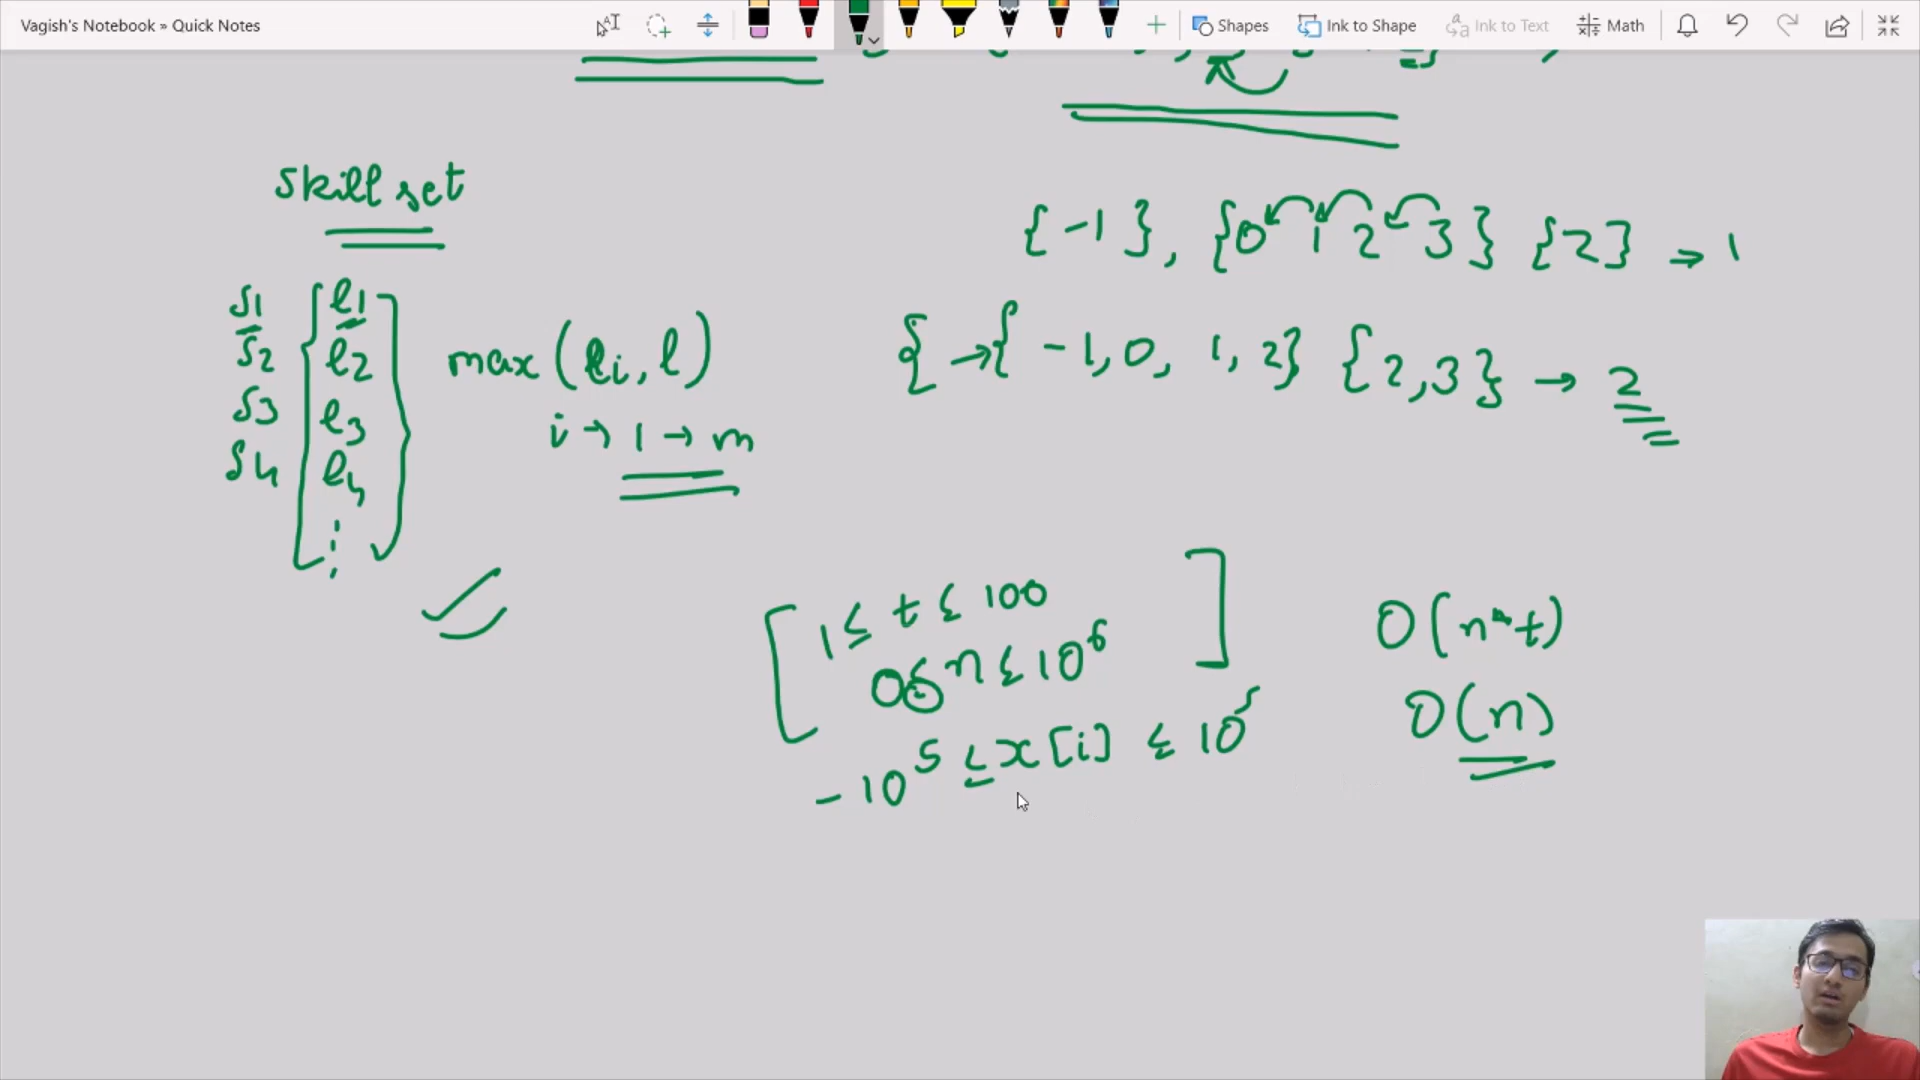 Vagish's Notebook » Quick Notes
Shapes
Ink to Shape
Ink to Text
Math
skill set
s1 l1
s2 l2
s3 l3
s4 l4
⋮
max(li, l)
i → 1 → m
{-1}, {0 1 2 3} {2} → 1
{ → { -1, 0, 1, 2} {2,3} → 2
1 ≤ t ≤ 100
0 ≤ n ≤ 10^6
-10^5 ≤ x[i] ≤ 10^5
O(n*t)
O(n)